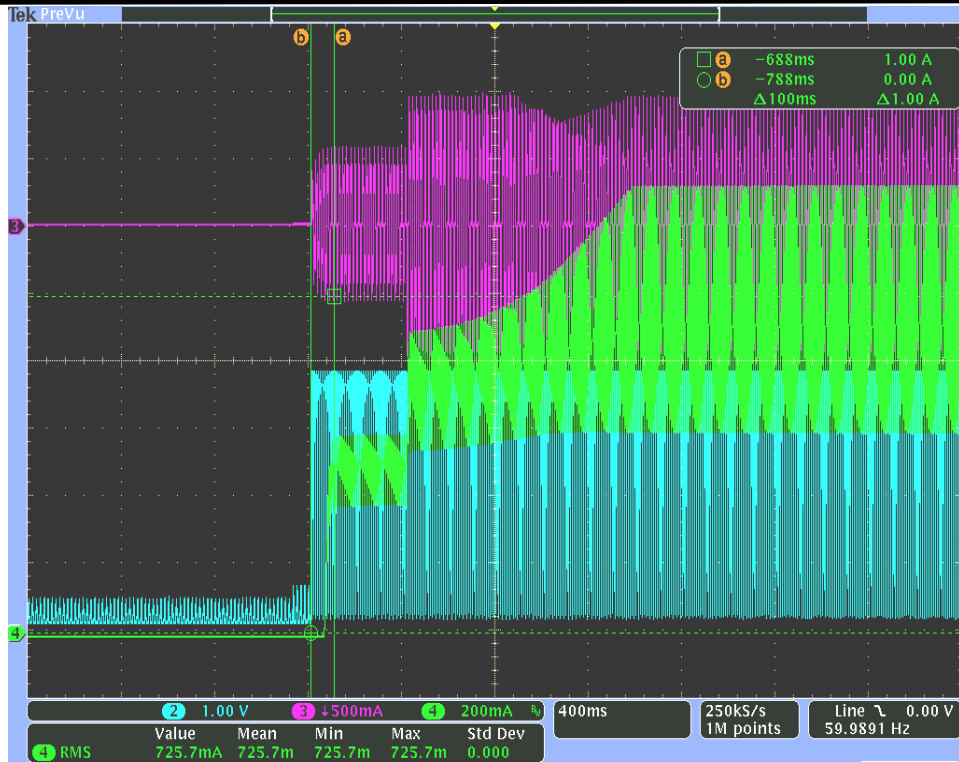 Tek PreVu
b a
a −688ms 1.00 A
b −788ms 0.00 A
Δ100ms Δ1.00 A
3
4
2 1.00 V 3 ↓500mA 4 200mA BW 400ms 250kS/s 1M points Line 0.00 V 59.9891 Hz
Value Mean Min Max Std Dev
4 RMS 725.7mA 725.7m 725.7m 725.7m 0.000